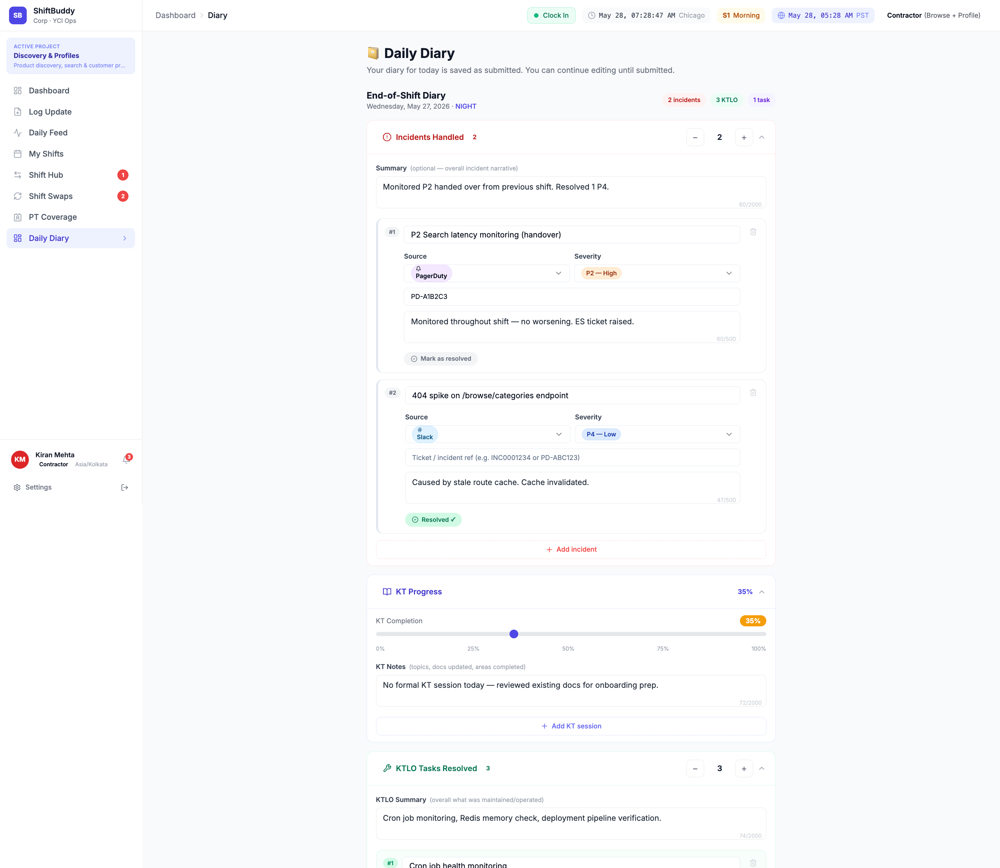 SB
ShiftBuddy
Corp · YCI Ops
Dashboard
Diary
Clock In
May 28, 07:28:47 AM Chicago
S1 Morning
May 28, 05:28 AM PST
Contractor (Browse + Profile)
ACTIVE PROJECT
Discovery & Profiles
Product discovery, search & customer pr...
Dashboard
Log Update
Daily Feed
My Shifts
Shift Hub
1
Shift Swaps
2
PT Coverage
Daily Diary
KM
Kiran Mehta
Contractor Asia/Kolkata
3
Settings
Daily Diary
Your diary for today is saved as submitted. You can continue editing until submitted.
End-of-Shift Diary
Wednesday, May 27, 2026 · NIGHT
2 incidents
3 KTLO
1 task
Incidents Handled 2
− 2 +
Summary (optional — overall incident narrative)
Monitored P2 handed over from previous shift. Resolved 1 P4.
60/2000
#1
P2 Search latency monitoring (handover)
Source
Severity
PagerDuty
P2 — High
PD-A1B2C3
Monitored throughout shift — no worsening. ES ticket raised.
60/500
Mark as resolved
#2
404 spike on /browse/categories endpoint
Source
Severity
#
Slack
P4 — Low
Ticket / incident ref (e.g. INC0001234 or PD-ABC123)
Caused by stale route cache. Cache invalidated.
47/500
Resolved ✓
+ Add incident
KT Progress
35%
KT Completion
35%
0% 25% 50% 75% 100%
KT Notes (topics, docs updated, areas completed)
No formal KT session today — reviewed existing docs for onboarding prep.
72/2000
+ Add KT session
KTLO Tasks Resolved 3
− 3 +
KTLO Summary (overall what was maintained/operated)
Cron job monitoring, Redis memory check, deployment pipeline verification.
74/2000
#1
Cron job health monitoring